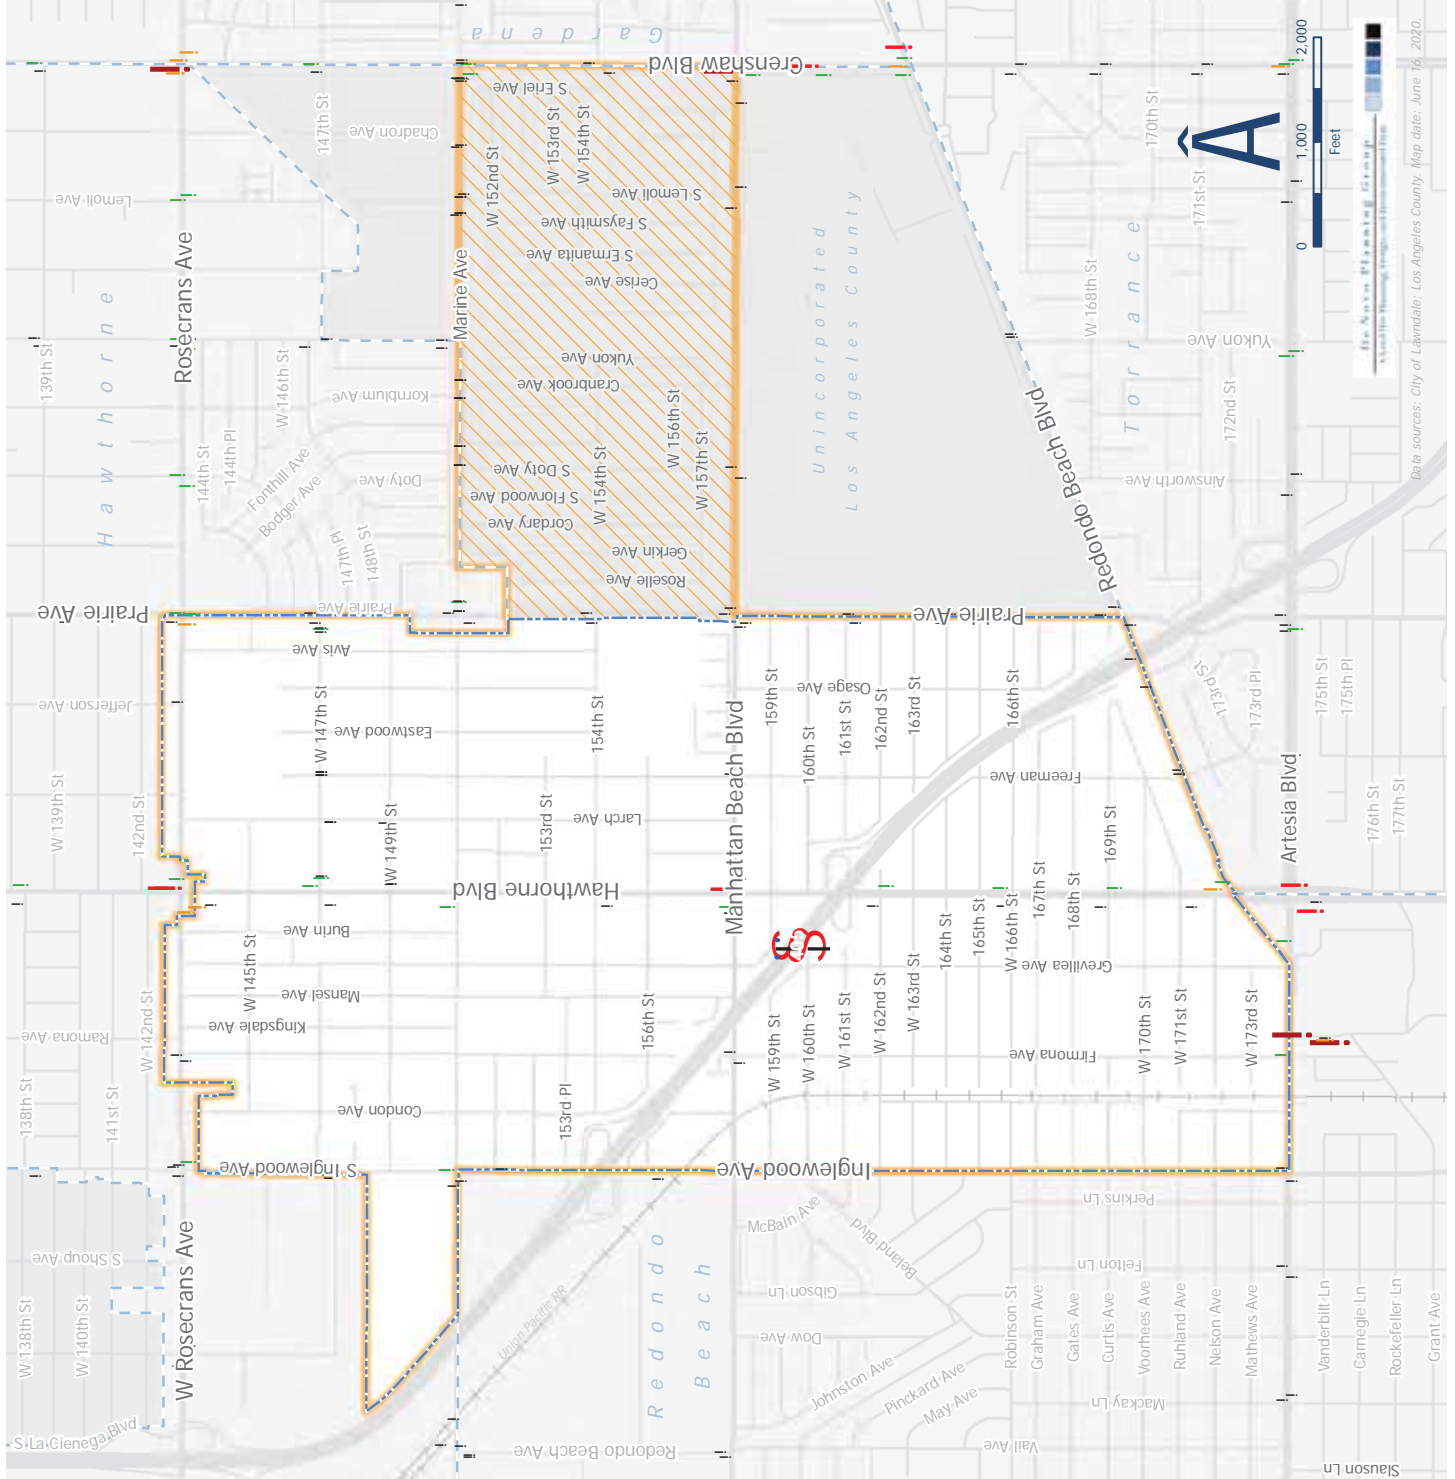 Gardena
Crenshaw Blvd
S Eriel Ave
147th St
Chadron Ave
W 152nd St
W 153rd St
W 154th St
170th St
171st St
Lemoli Ave
S Lemoli Ave
S Faysmith Ave
S Ermanita Ave
Cerise Ave
Rosecrans Ave
Marine Ave
Unincorporated
Los Angeles County
Torrance
Hawthorne
139th St
W 146th St
W 168th St
Yukon Ave
Yukon Ave
Cranbrook Ave
Kornblum Ave
144th St
144th Pl
W 156th St
W 157th St
W 154th St
172nd St
Fonthill Ave
Bodger Ave
Doty Ave
S Doty Ave
S Florwood Ave
Cordary Ave
Gerkin Ave
Roselle Ave
Ainsworth Ave
147th Pl
148th St
Redondo Beach Blvd
Prairie Ave
Prairie Ave
Prairie Ave
Avis Ave
Jefferson Ave
W 147th St
Eastwood Ave
154th St
159th St
Osage Ave
160th St
161st St
162nd St
163rd St
166th St
173rd St
173rd Pl
175th St
175th Pl
W 139th St
142nd St
W 149th St
153rd St
Larch Ave
Manhattan Beach Blvd
Freeman Ave
169th St
Artesia Blvd
176th St
177th St
Hawthorne Blvd
Burin Ave
W 145th St
Mansel Ave
Kingsdale Ave
164th St
165th St
W 166th St
167th St
168th St
Grevillea Ave
Ramona Ave
W 142nd St
156th St
W 159th St
W 160th St
W 161st St
W 162nd St
W 163rd St
Firmona Ave
W 170th St
W 171st St
W 173rd St
138th St
141st St
Condon Ave
153rd Pl
S Inglewood Ave
Inglewood Ave
W Rosecrans Ave
S Shoup Ave
W 138th St
W 140th St
S La Cienega Blvd
Union Pacific RR
Redondo
Beach
McBain Ave
Beland Blvd
Gibson Ln
Dow Ave
Johnston Ave
Pinckard Ave
May Ave
Redondo Beach Ave
Perkins Ln
Felton Ln
Robinson St
Graham Ave
Gates Ave
Curtis Ave
Voorhees Ave
Ruhland Ave
Nelson Ave
Mathews Ave
Vanderbilt Ln
Carnegie Ln
Rockefeller Ln
Grant Ave
Mackay Ln
Vail Ave
Slauson Ln
Â
0 1,000 2,000
Feet
De Novo Planning Group
Data sources: City of Lawndale; Los Angeles County. Map date: June 16, 2020.